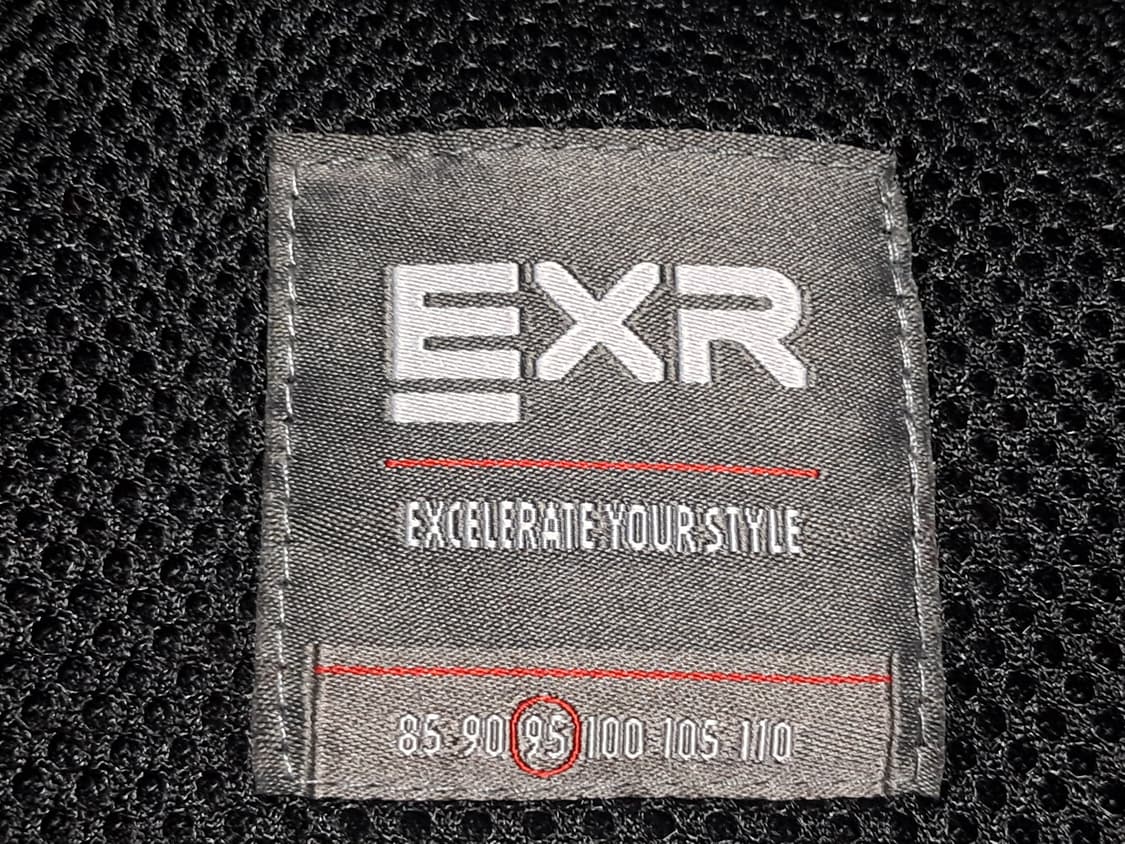 EXR
EXCELERATE YOUR STYLE
85 90 95 100 105 110